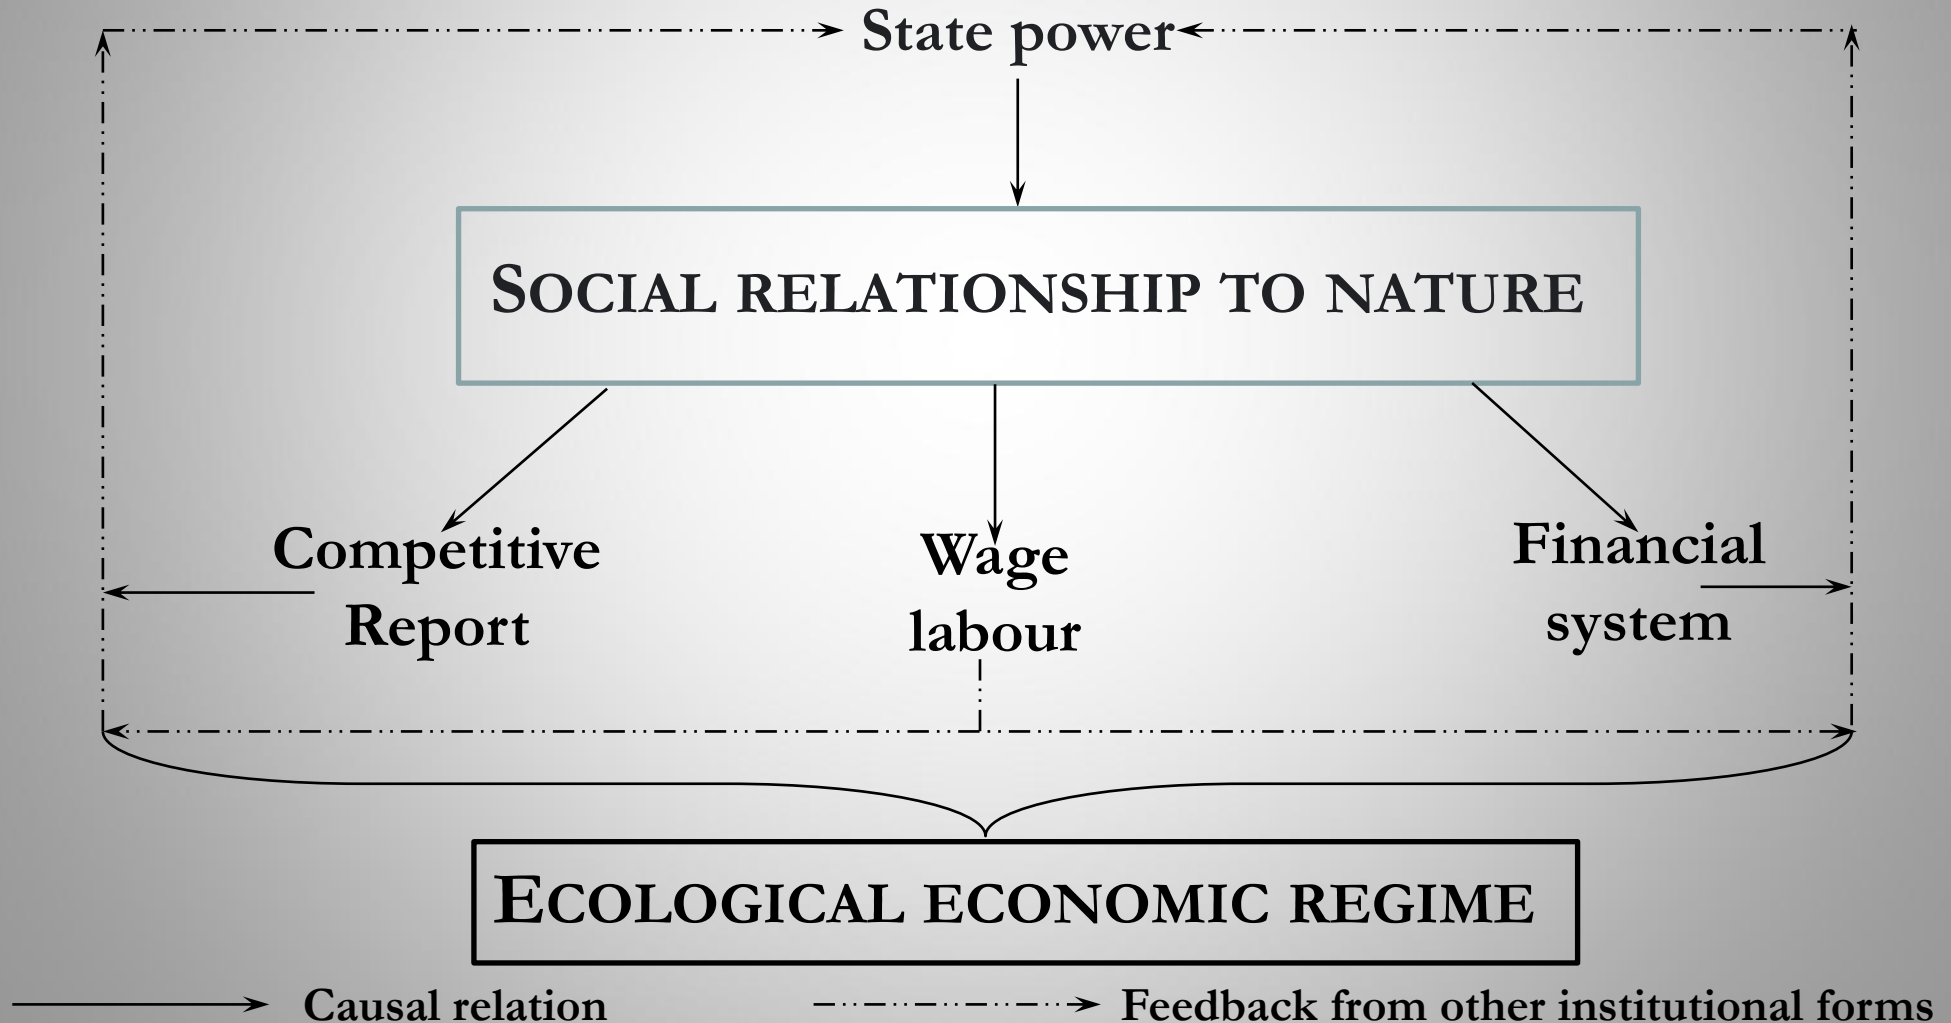 State power
SOCIAL RELATIONSHIP TO NATURE
Competitive
Report
Wage
labour
Financial
system
ECOLOGICAL ECONOMIC REGIME
Causal relation
Feedback from other institutional forms